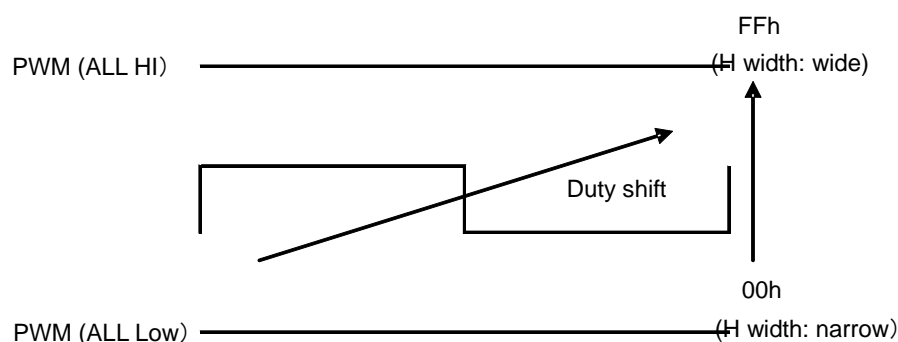 FFh
PWM (ALL HI）
(H width: wide)
Duty shift
00h
PWM (ALL Low）
(H width: narrow）